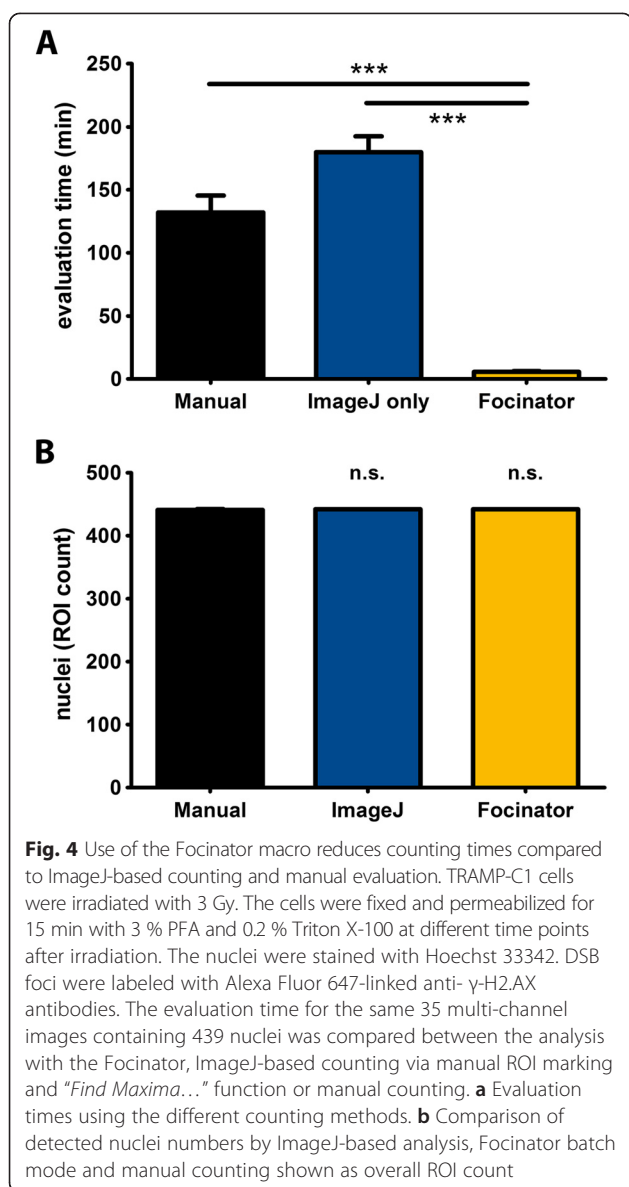 A
250
***
200
***
150
100
50
0
evaluation time (min)
Manual ImageJ only Focinator
B
500
n.s. n.s.
400
300
200
100
0
nuclei (ROI count)
Manual ImageJ Focinator
Fig. 4 Use of the Focinator macro reduces counting times compared
to ImageJ-based counting and manual evaluation. TRAMP-C1 cells
were irradiated with 3 Gy. The cells were fixed and permeabilized for
15 min with 3 % PFA and 0.2 % Triton X-100 at different time points
after irradiation. The nuclei were stained with Hoechst 33342. DSB
foci were labeled with Alexa Fluor 647-linked anti- γ-H2.AX
antibodies. The evaluation time for the same 35 multi-channel
images containing 439 nuclei was compared between the analysis
with the Focinator, ImageJ-based counting via manual ROI marking
and “Find Maxima…” function or manual counting. a Evaluation
times using the different counting methods. b Comparison of
detected nuclei numbers by ImageJ-based analysis, Focinator batch
mode and manual counting shown as overall ROI count